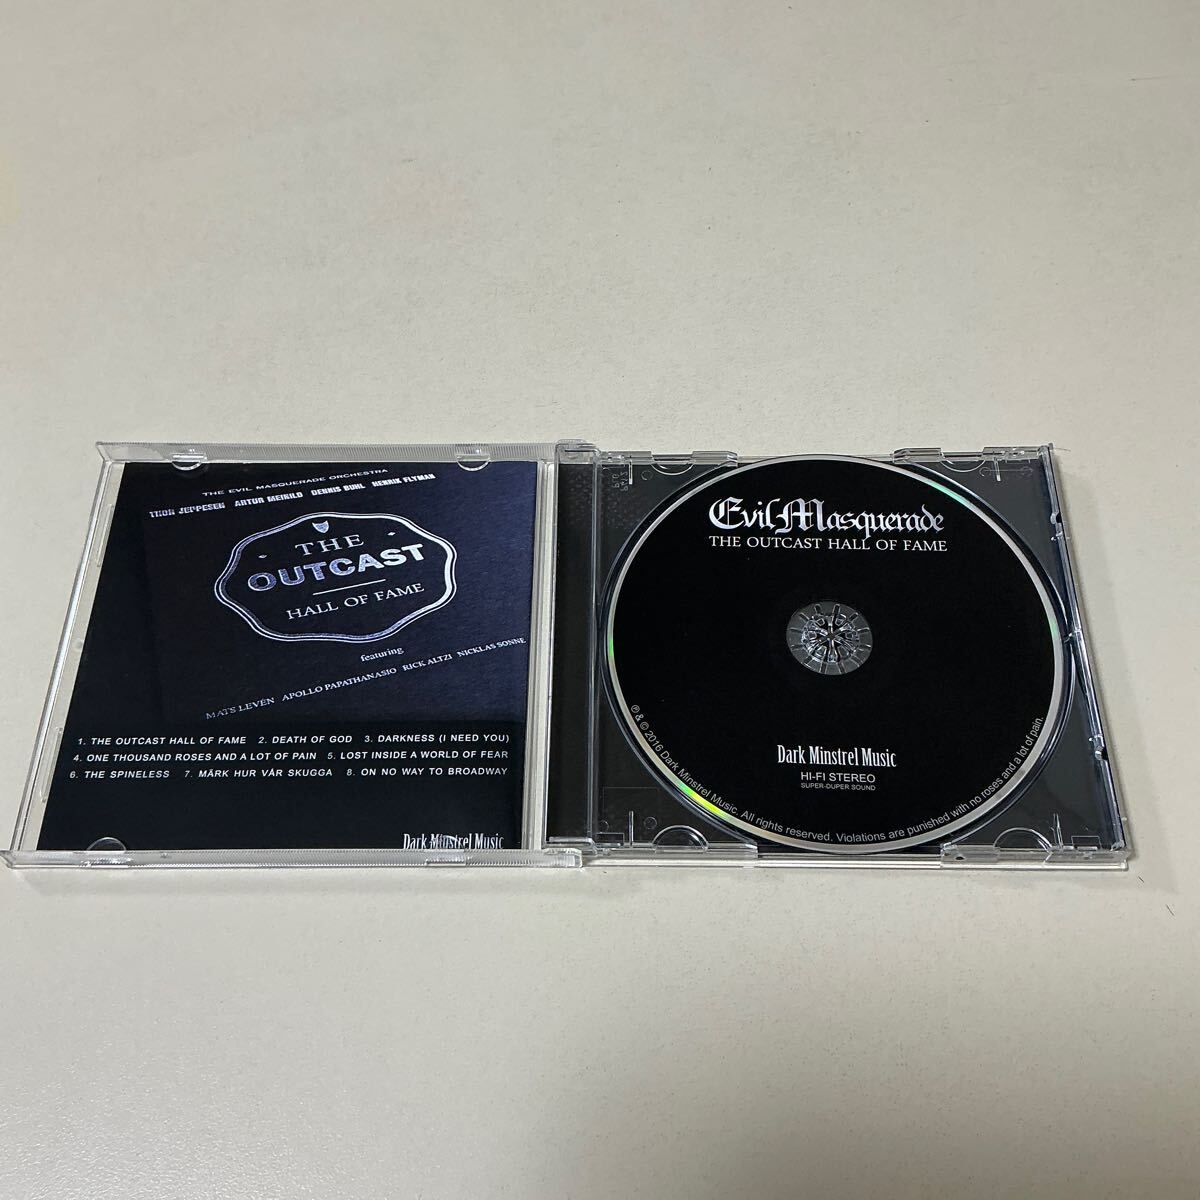 THE EVIL MASQUERADE ORCHESTRA
THOR JEPPESEN ARTUR MEINILD DENNIS BUHL HENRIK FLYMAN
THE
OUTCAST
HALL OF FAME
featuring
MATS LEVÉN APOLLO PAPATHANASIO RICK ALTZI NICKLAS SONNE
1. THE OUTCAST HALL OF FAME 2. DEATH OF GOD 3. DARKNESS (I NEED YOU)
4. ONE THOUSAND ROSES AND A LOT OF PAIN 5. LOST INSIDE A WORLD OF FEAR
6. THE SPINELESS 7. MÄRK HUR VÅR SKUGGA 8. ON NO WAY TO BROADWAY
Dark Minstrel Music
Evil Masquerade
THE OUTCAST HALL OF FAME
Dark Minstrel Music
HI-FI STEREO
SUPER-DUPER SOUND
℗ & © 2016 Dark Minstrel Music. All rights reserved. Violations are punished with no roses and a lot of pain.